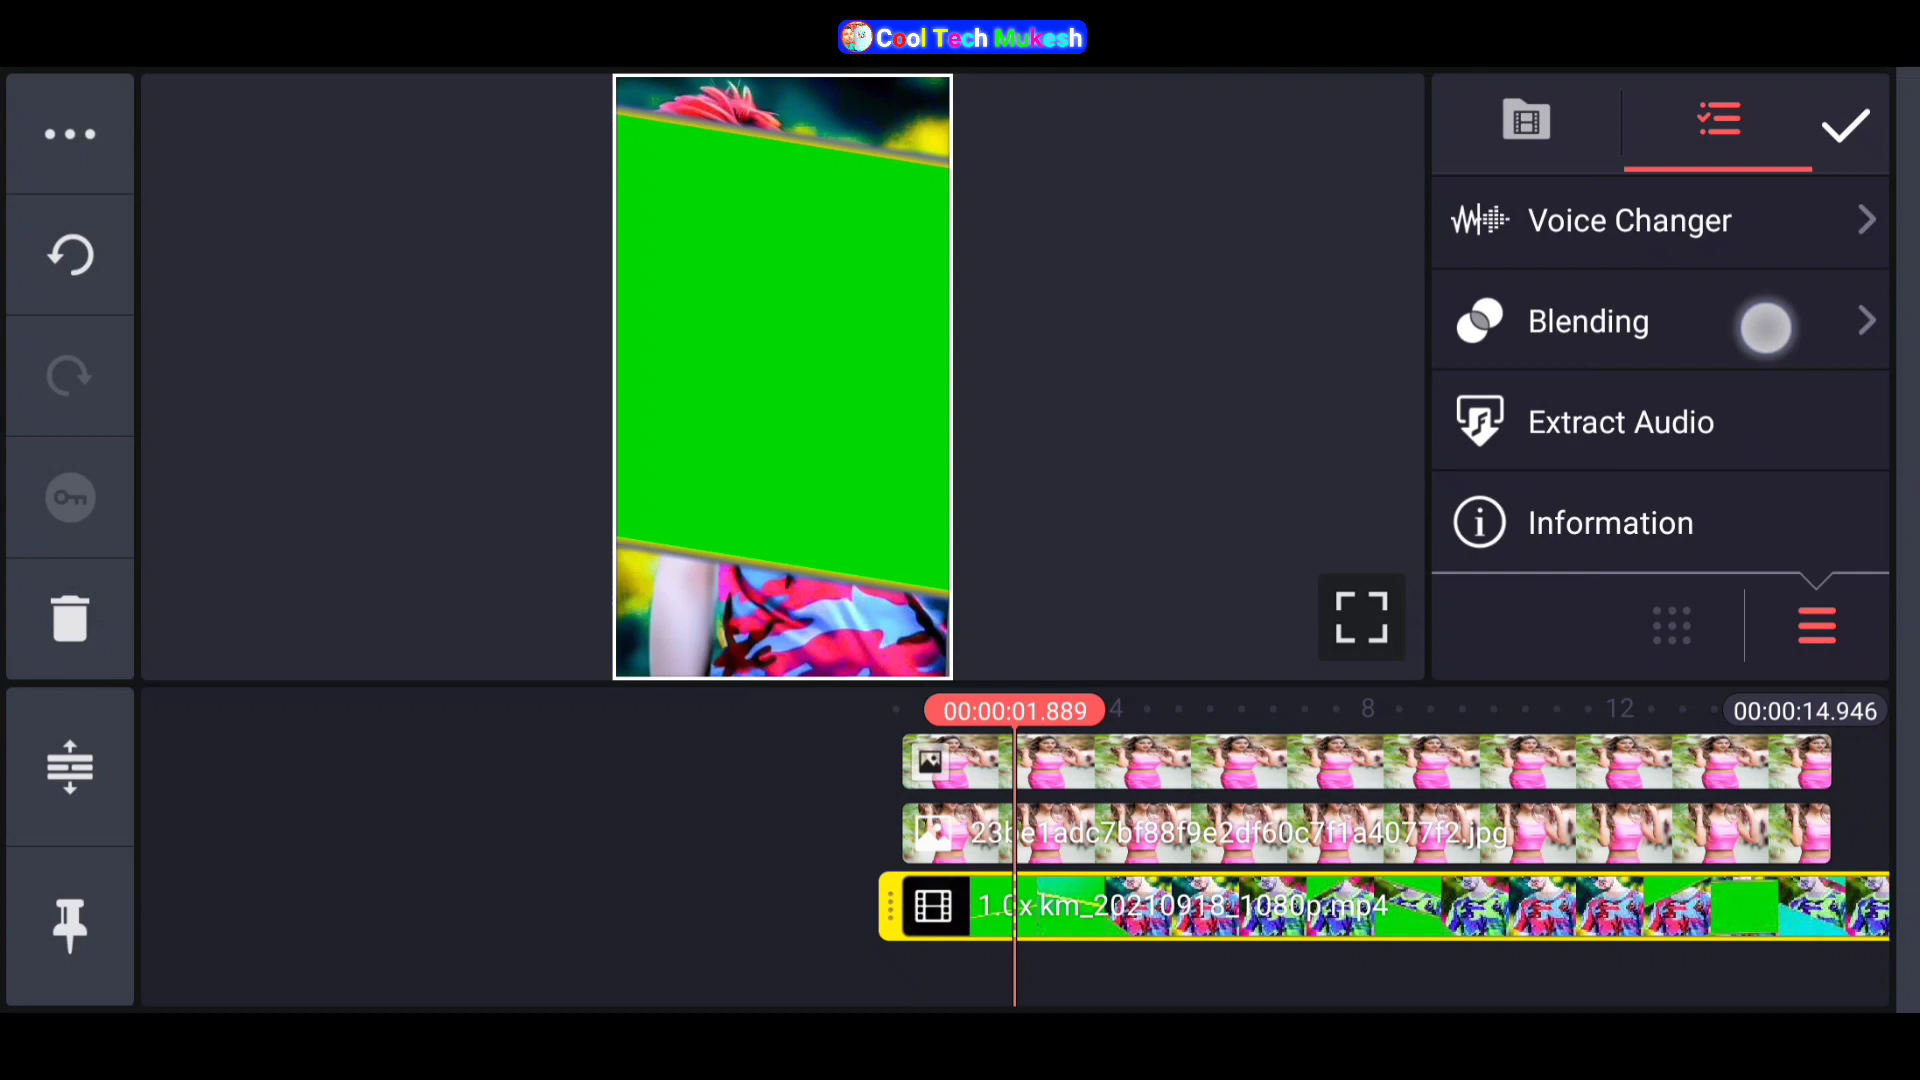 Cool Tech Mukesh
Voice Changer
Blending
Extract Audio
Information
00:00:01.889
4
8
12
00:00:14.946
23be1adc7bf88f9e2df60c7f1a4077f2.jpg
1.0x km_20210918_1080p.mp4